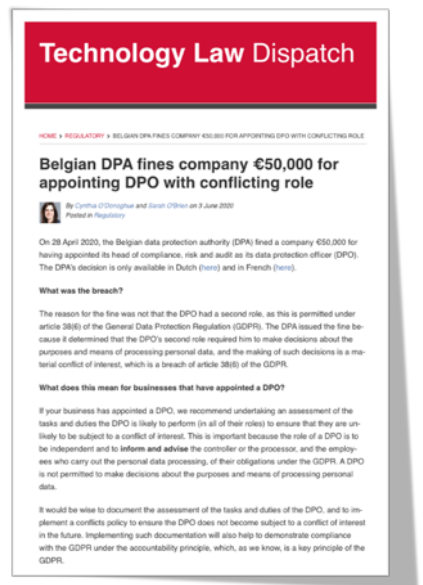 Technology Law Dispatch
HOME > REGULATORY > BELGIAN DPA FINES COMPANY €50,000 FOR APPOINTING DPO WITH CONFLICTING ROLE
Belgian DPA fines company €50,000 for
appointing DPO with conflicting role
By Cynthia O'Donoghue and Sarah O'Brien on 3 June 2020
Posted in Regulatory
On 28 April 2020, the Belgian data protection authority (DPA) fined a company €50,000 for
having appointed its head of compliance, risk and audit as its data protection officer (DPO).
The DPA's decision is only available in Dutch (here) and in French (here).
What was the breach?
The reason for the fine was not that the DPO had a second role, as this is permitted under
article 38(6) of the General Data Protection Regulation (GDPR). The DPA issued the fine be-
cause it determined that the DPO's second role required him to make decisions about the
purposes and means of processing personal data, and the making of such decisions is a ma-
terial conflict of interest, which is a breach of article 38(6) of the GDPR.
What does this mean for businesses that have appointed a DPO?
If your business has appointed a DPO, we recommend undertaking an assessment of the
tasks and duties the DPO is likely to perform (in all of their roles) to ensure that they are un-
likely to be subject to a conflict of interest. This is important because the role of a DPO is to
be independent and to inform and advise the controller or the processor, and the employ-
ees who carry out the personal data processing, of their obligations under the GDPR. A DPO
is not permitted to make decisions about the purposes and means of processing personal
data.
It would be wise to document the assessment of the tasks and duties of the DPO, and to im-
plement a conflicts policy to ensure the DPO does not become subject to a conflict of interest
in the future. Implementing such documentation will also help to demonstrate compliance
with the GDPR under the accountability principle, which, as we know, is a key principle of the
GDPR.